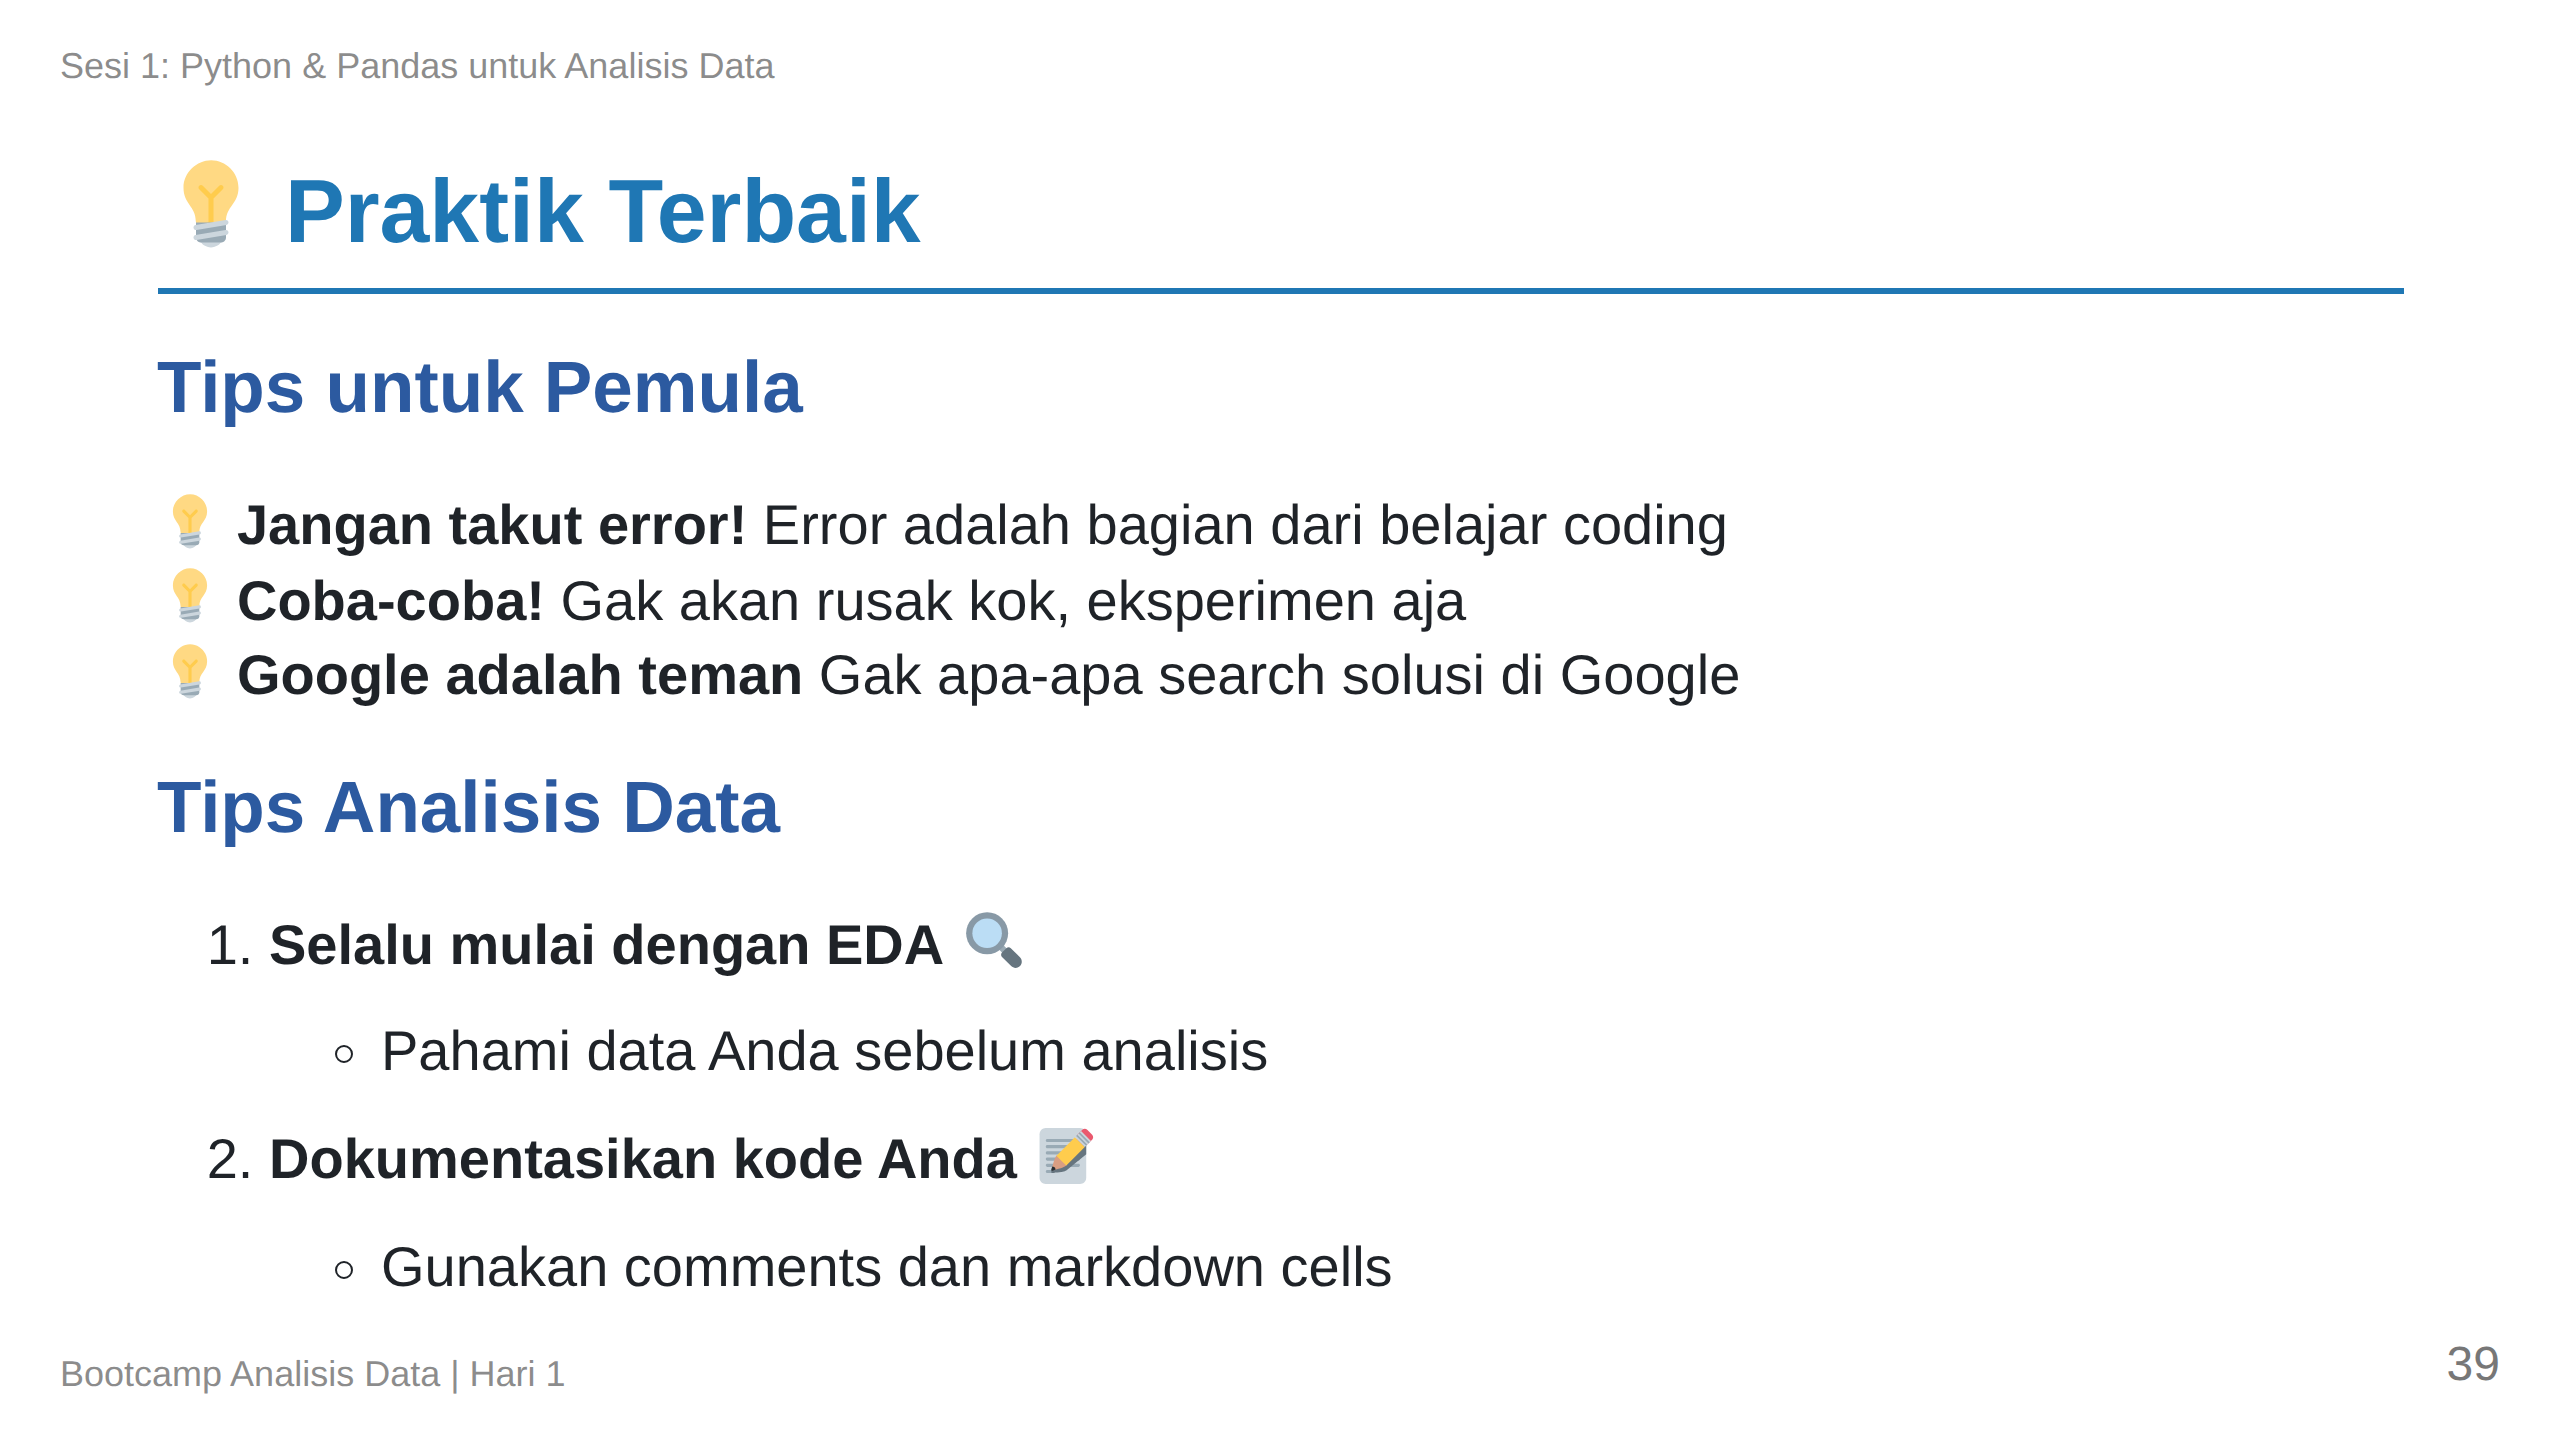 Sesi 1: Python & Pandas untuk Analisis Data
💡 Praktik Terbaik
Tips untuk Pemula
💡 Jangan takut error! Error adalah bagian dari belajar coding
💡 Coba-coba! Gak akan rusak kok, eksperimen aja
💡 Google adalah teman Gak apa-apa search solusi di Google
Tips Analisis Data
1. Selalu mulai dengan EDA 🔍
○ Pahami data Anda sebelum analisis
2. Dokumentasikan kode Anda 📝
○ Gunakan comments dan markdown cells
Bootcamp Analisis Data | Hari 1
39